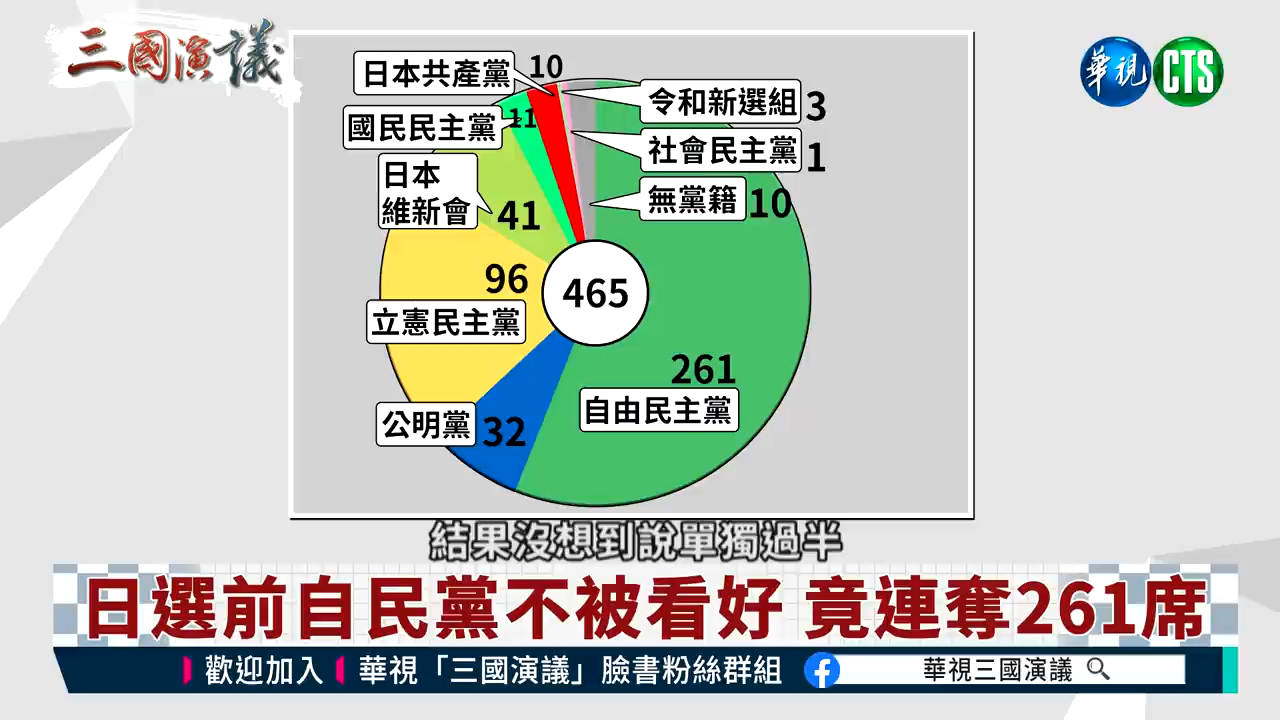 三國演議
華視 CTS
日本共產黨 10
國民民主黨 11
日本
維新會 41
96
立憲民主黨
公明黨 32
令和新選組 3
社會民主黨 1
無黨籍 10
465
261
自由民主黨
結果沒想到說單獨過半
日選前自民黨不被看好 竟連奪261席
歡迎加入 華視「三國演議」臉書粉絲群組 華視三國演議